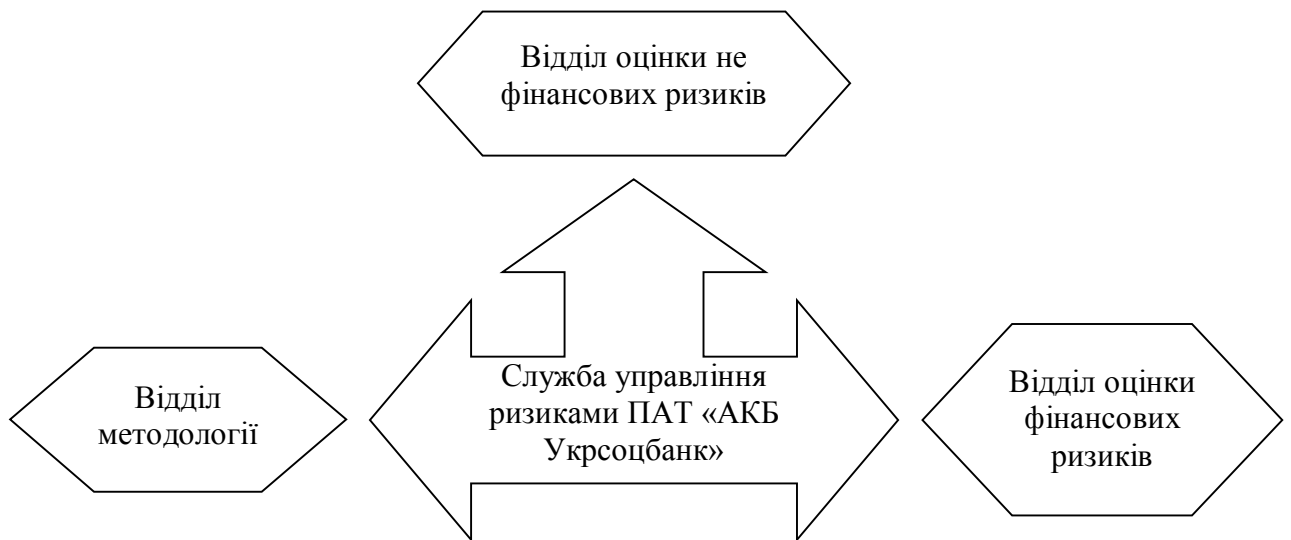 Відділ оцінки не
фінансових ризиків
Служба управління
ризиками ПАТ «АКБ
Укрсоцбанк»
Відділ
методології
Відділ оцінки
фінансових
ризиків